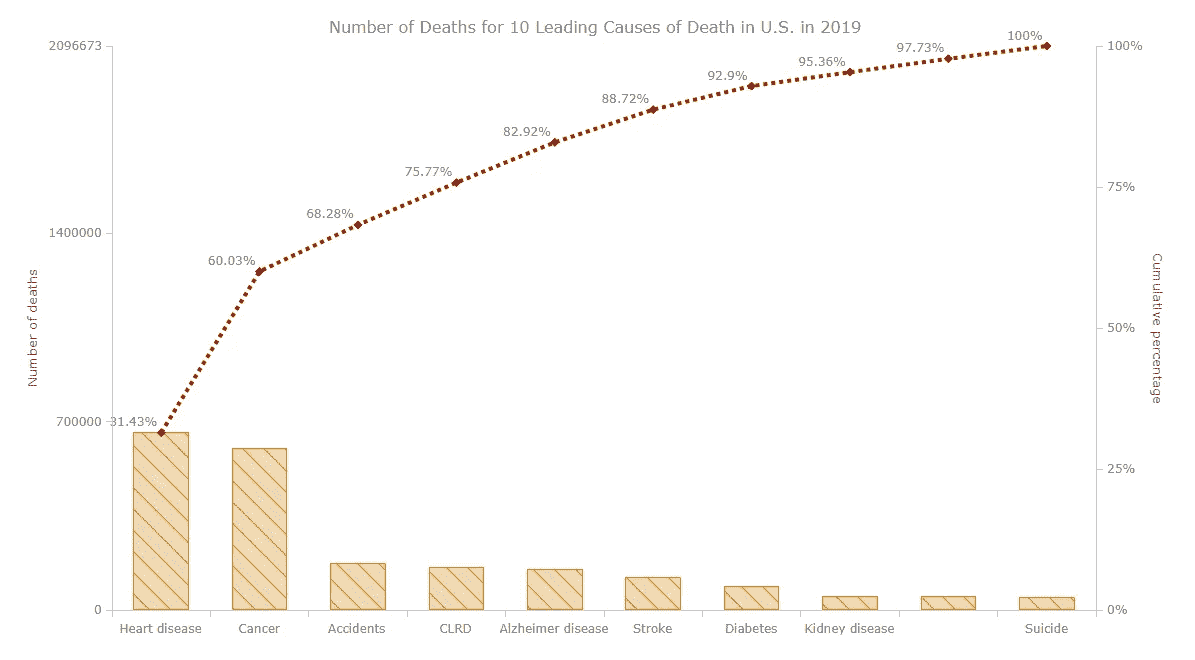 Number of Deaths for 10 Leading Causes of Death in U.S. in 2019
2096673
1400000
700000
0
Number of deaths
31.43%
60.03%
68.28%
75.77%
82.92%
88.72%
92.9%
95.36%
97.73%
100%
100%
75%
50%
25%
0%
Cumulative percentage
Heart disease
Cancer
Accidents
CLRD
Alzheimer disease
Stroke
Diabetes
Kidney disease
Suicide